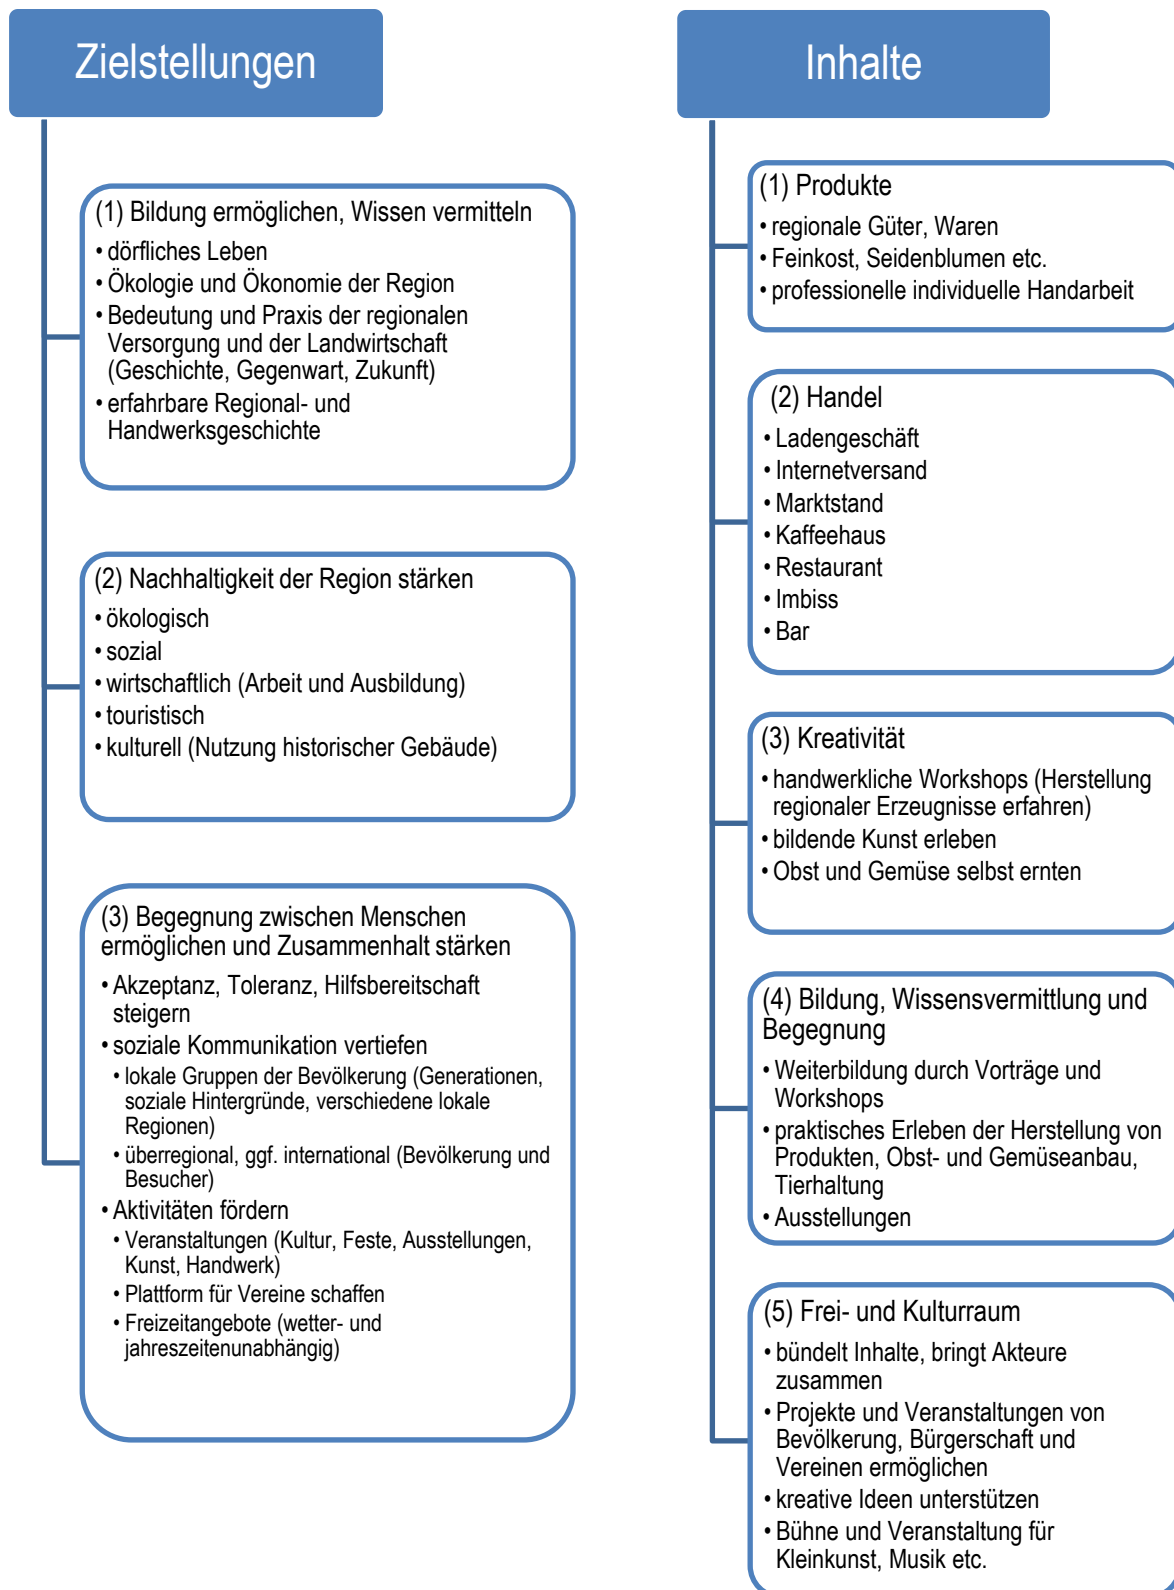 Zielstellungen
(1) Bildung ermöglichen, Wissen vermitteln
• dörfliches Leben
• Ökologie und Ökonomie der Region
• Bedeutung und Praxis der regionalen
Versorgung und der Landwirtschaft
(Geschichte, Gegenwart, Zukunft)
• erfahrbare Regional- und
Handwerksgeschichte
(2) Nachhaltigkeit der Region stärken
• ökologisch
• sozial
• wirtschaftlich (Arbeit und Ausbildung)
• touristisch
• kulturell (Nutzung historischer Gebäude)
(3) Begegnung zwischen Menschen
ermöglichen und Zusammenhalt stärken
• Akzeptanz, Toleranz, Hilfsbereitschaft
steigern
• soziale Kommunikation vertiefen
• lokale Gruppen der Bevölkerung (Generationen,
soziale Hintergründe, verschiedene lokale
Regionen)
• überregional, ggf. international (Bevölkerung und
Besucher)
• Aktivitäten fördern
• Veranstaltungen (Kultur, Feste, Ausstellungen,
Kunst, Handwerk)
• Plattform für Vereine schaffen
• Freizeitangebote (wetter- und
jahreszeitenunabhängig)
Inhalte
(1) Produkte
• regionale Güter, Waren
• Feinkost, Seidenblumen etc.
• professionelle individuelle Handarbeit
(2) Handel
• Ladengeschäft
• Internetversand
• Marktstand
• Kaffeehaus
• Restaurant
• Imbiss
• Bar
(3) Kreativität
• handwerkliche Workshops (Herstellung
regionaler Erzeugnisse erfahren)
• bildende Kunst erleben
• Obst und Gemüse selbst ernten
(4) Bildung, Wissensvermittlung und
Begegnung
• Weiterbildung durch Vorträge und
Workshops
• praktisches Erleben der Herstellung von
Produkten, Obst- und Gemüseanbau,
Tierhaltung
• Ausstellungen
(5) Frei- und Kulturraum
• bündelt Inhalte, bringt Akteure
zusammen
• Projekte und Veranstaltungen von
Bevölkerung, Bürgerschaft und
Vereinen ermöglichen
• kreative Ideen unterstützen
• Bühne und Veranstaltung für
Kleinkunst, Musik etc.